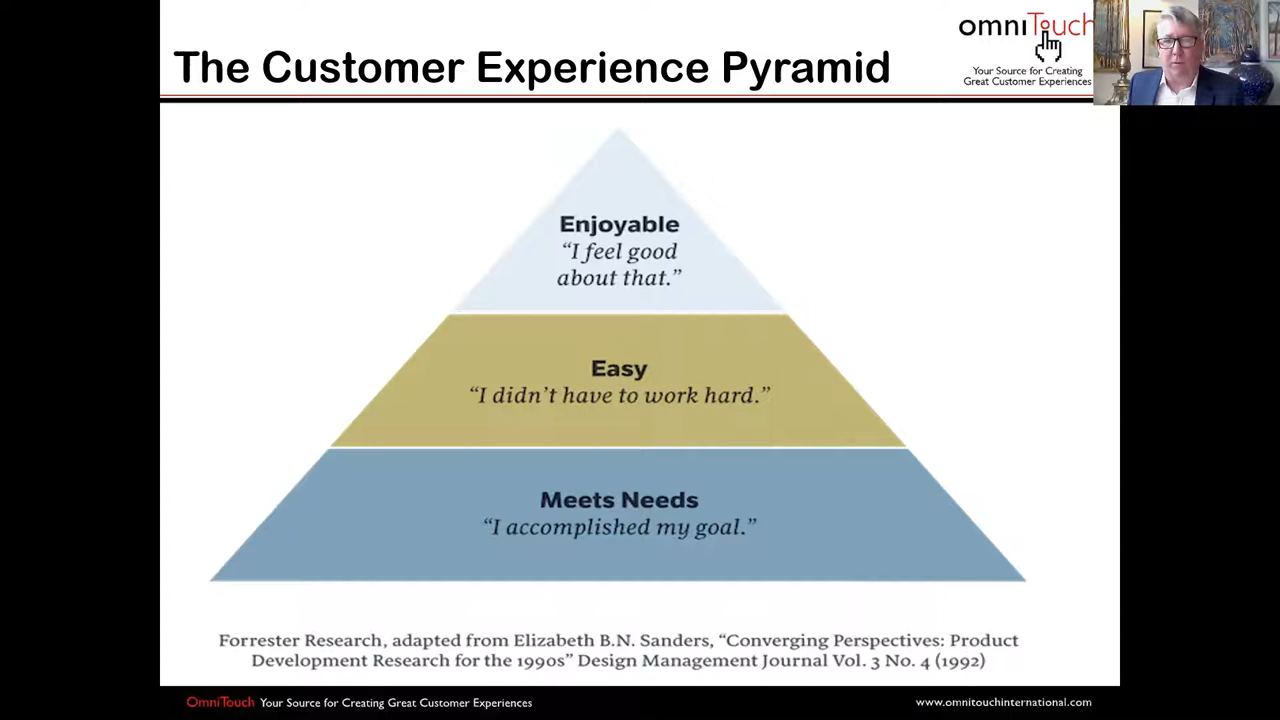 The Customer Experience Pyramid
omniTouch
Your Source for Creating
Great Customer Experiences
Enjoyable
“I feel good
about that.”
Easy
“I didn’t have to work hard.”
Meets Needs
“I accomplished my goal.”
Forrester Research, adapted from Elizabeth B.N. Sanders, “Converging Perspectives: Product
Development Research for the 1990s” Design Management Journal Vol. 3 No. 4 (1992)
OmniTouch Your Source for Creating Great Customer Experiences
www.omnitouchinternational.com